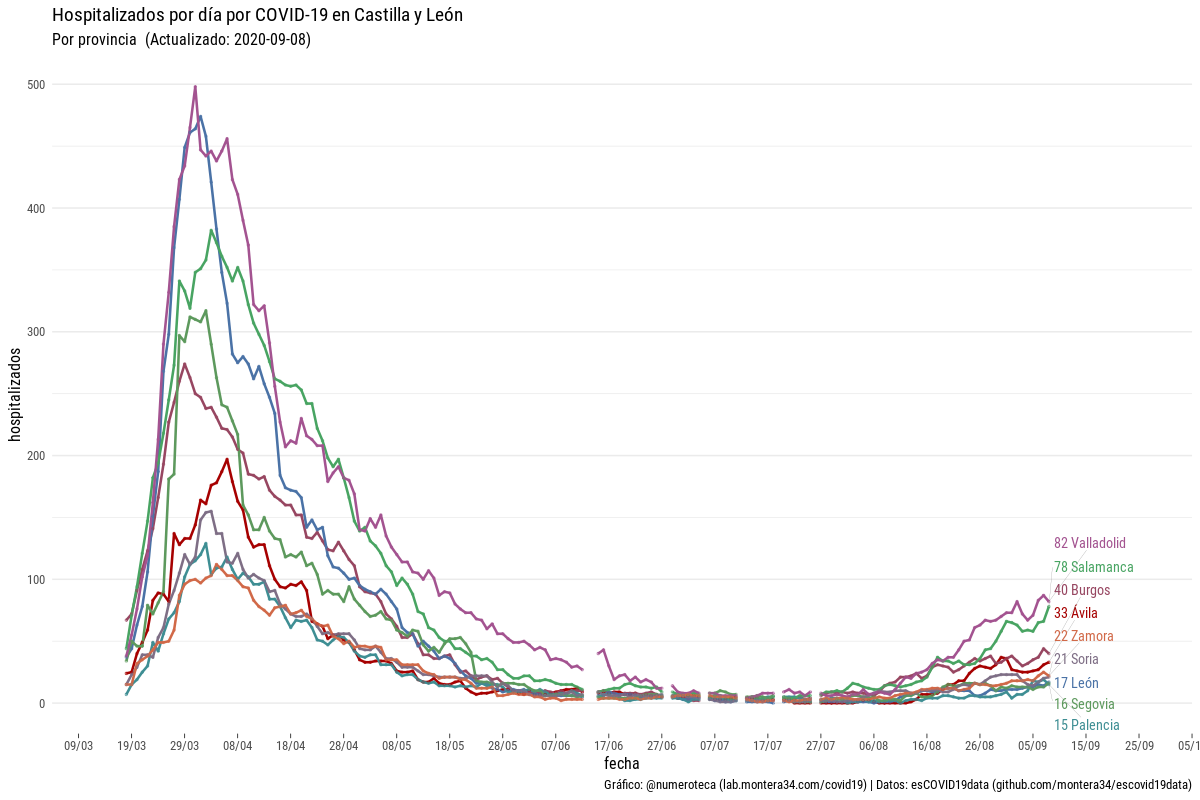 Hospitalizados por día por COVID-19 en Castilla y León
Por provincia (Actualizado: 2020-09-08)
hospitalizados
500
400
300
200
100
0
82 Valladolid
78 Salamanca
40 Burgos
33 Ávila
22 Zamora
21 Soria
17 León
16 Segovia
15 Palencia
09/03 19/03 29/03 08/04 18/04 28/04 08/05 18/05 28/05 07/06 17/06 27/06 07/07 17/07 27/07 06/08 16/08 26/08 05/09 15/09 25/09 05/1
fecha
Gráfico: @numeroteca (lab.montera34.com/covid19) | Datos: esCOVID19data (github.com/montera34/escovid19data)